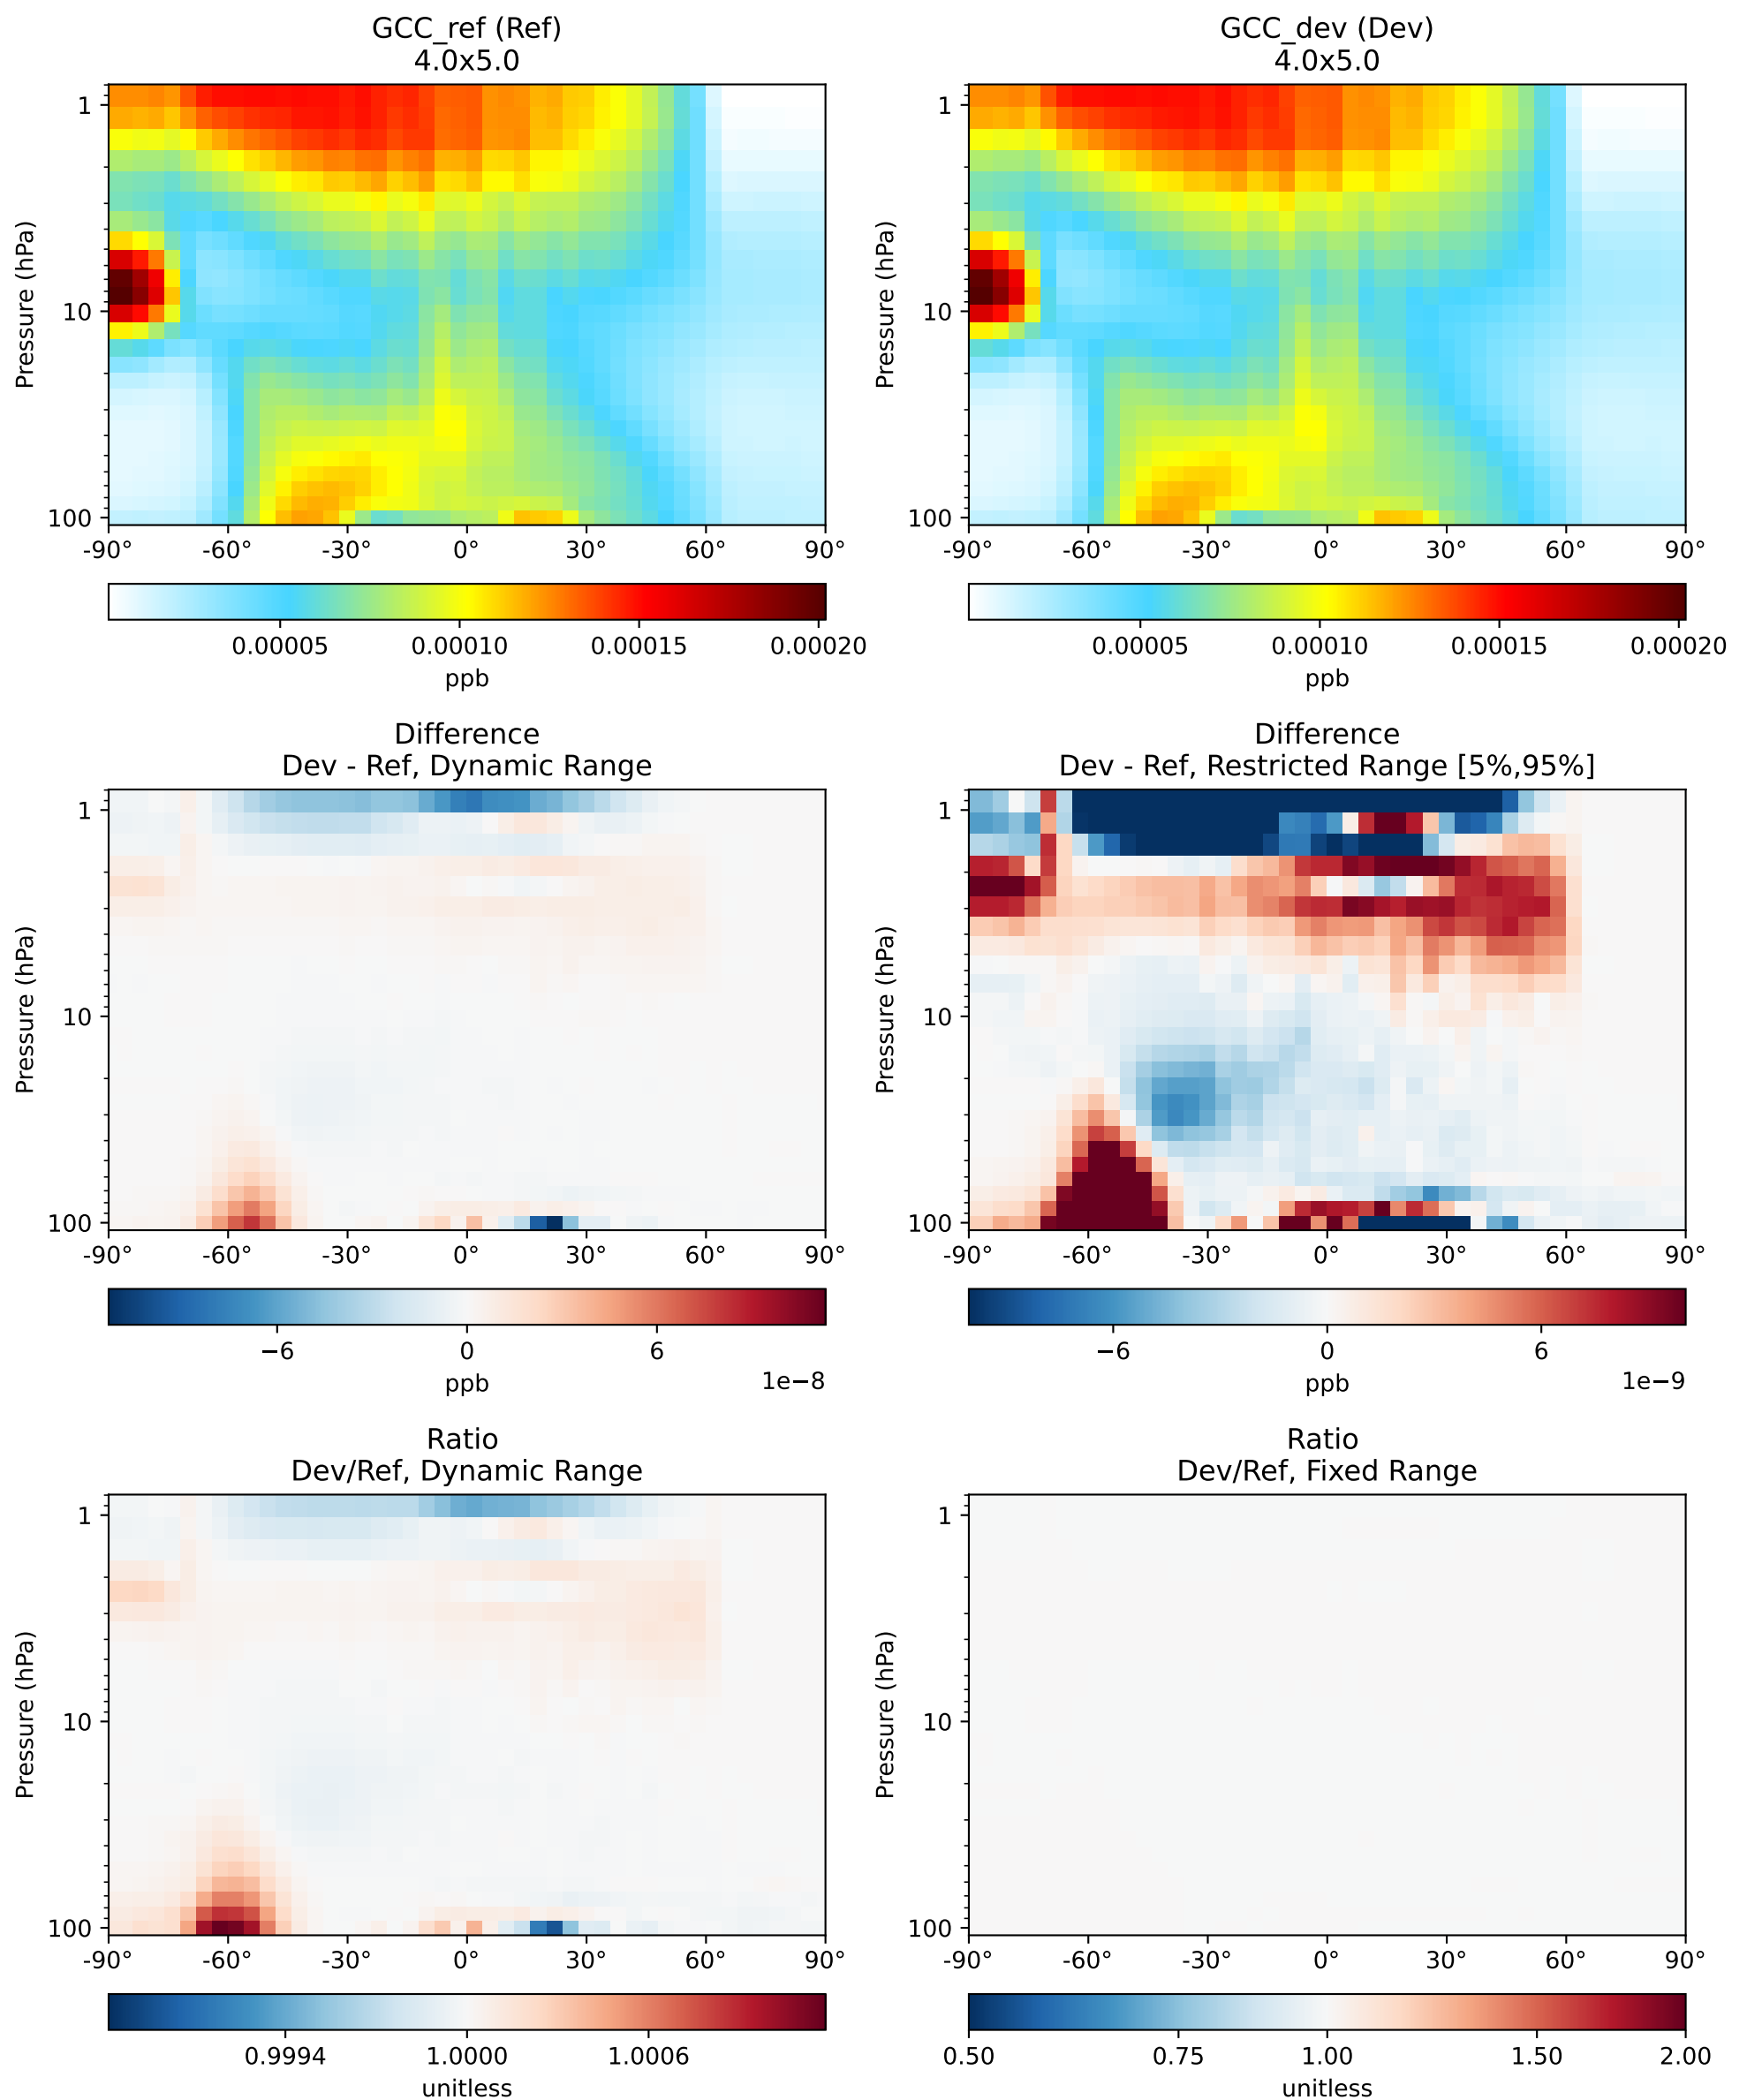 GCC_ref (Ref)
4.0x5.0
GCC_dev (Dev)
4.0x5.0
Pressure (hPa)
1
10
100
-90° -60° -30° 0° 30° 60° 90°
0.00005 0.00010 0.00015 0.00020
ppb
Pressure (hPa)
1
10
100
-90° -60° -30° 0° 30° 60° 90°
0.00005 0.00010 0.00015 0.00020
ppb
Difference
Dev - Ref, Dynamic Range
Pressure (hPa)
1
10
100
-90° -60° -30° 0° 30° 60° 90°
−6 0 6
ppb
1e−8
Difference
Dev - Ref, Restricted Range [5%,95%]
Pressure (hPa)
1
10
100
-90° -60° -30° 0° 30° 60° 90°
−6 0 6
ppb
1e−9
Ratio
Dev/Ref, Dynamic Range
Pressure (hPa)
1
10
100
-90° -60° -30° 0° 30° 60° 90°
0.9994 1.0000 1.0006
unitless
Ratio
Dev/Ref, Fixed Range
Pressure (hPa)
1
10
100
-90° -60° -30° 0° 30° 60° 90°
0.50 0.75 1.00 1.50 2.00
unitless